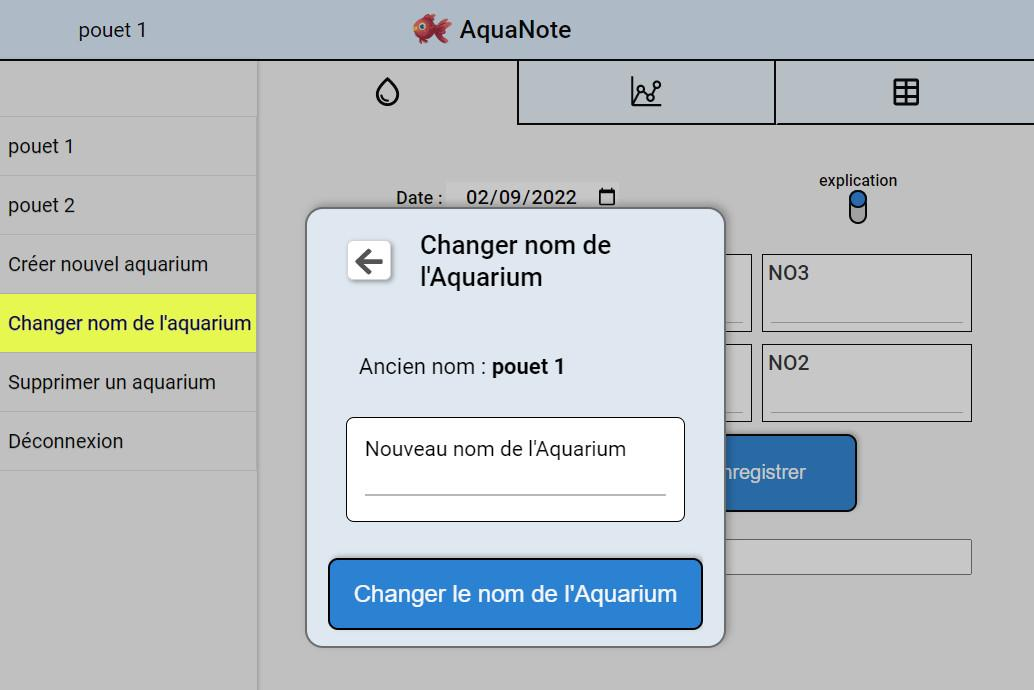 pouet 1
AquaNote
pouet 1
pouet 2
Créer nouvel aquarium
Changer nom de l'aquarium
Supprimer un aquarium
Déconnexion
Date : 02/09/2022
explication
NO3
NO2
nregistrer
Changer nom de
l'Aquarium
Ancien nom : pouet 1
Nouveau nom de l'Aquarium
Changer le nom de l'Aquarium